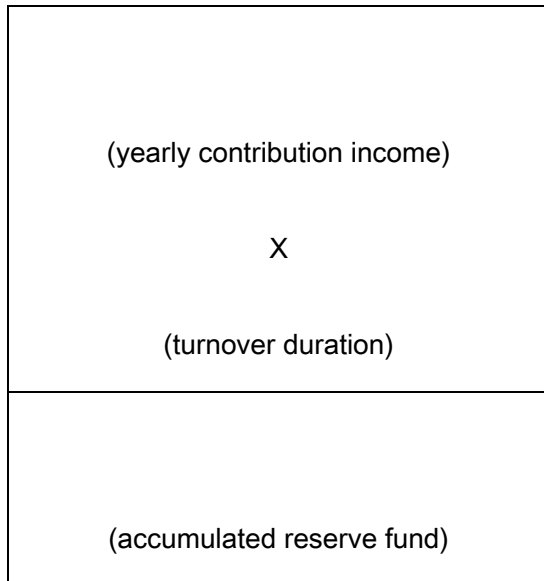 (yearly contribution income)
X
(turnover duration)
(accumulated reserve fund)